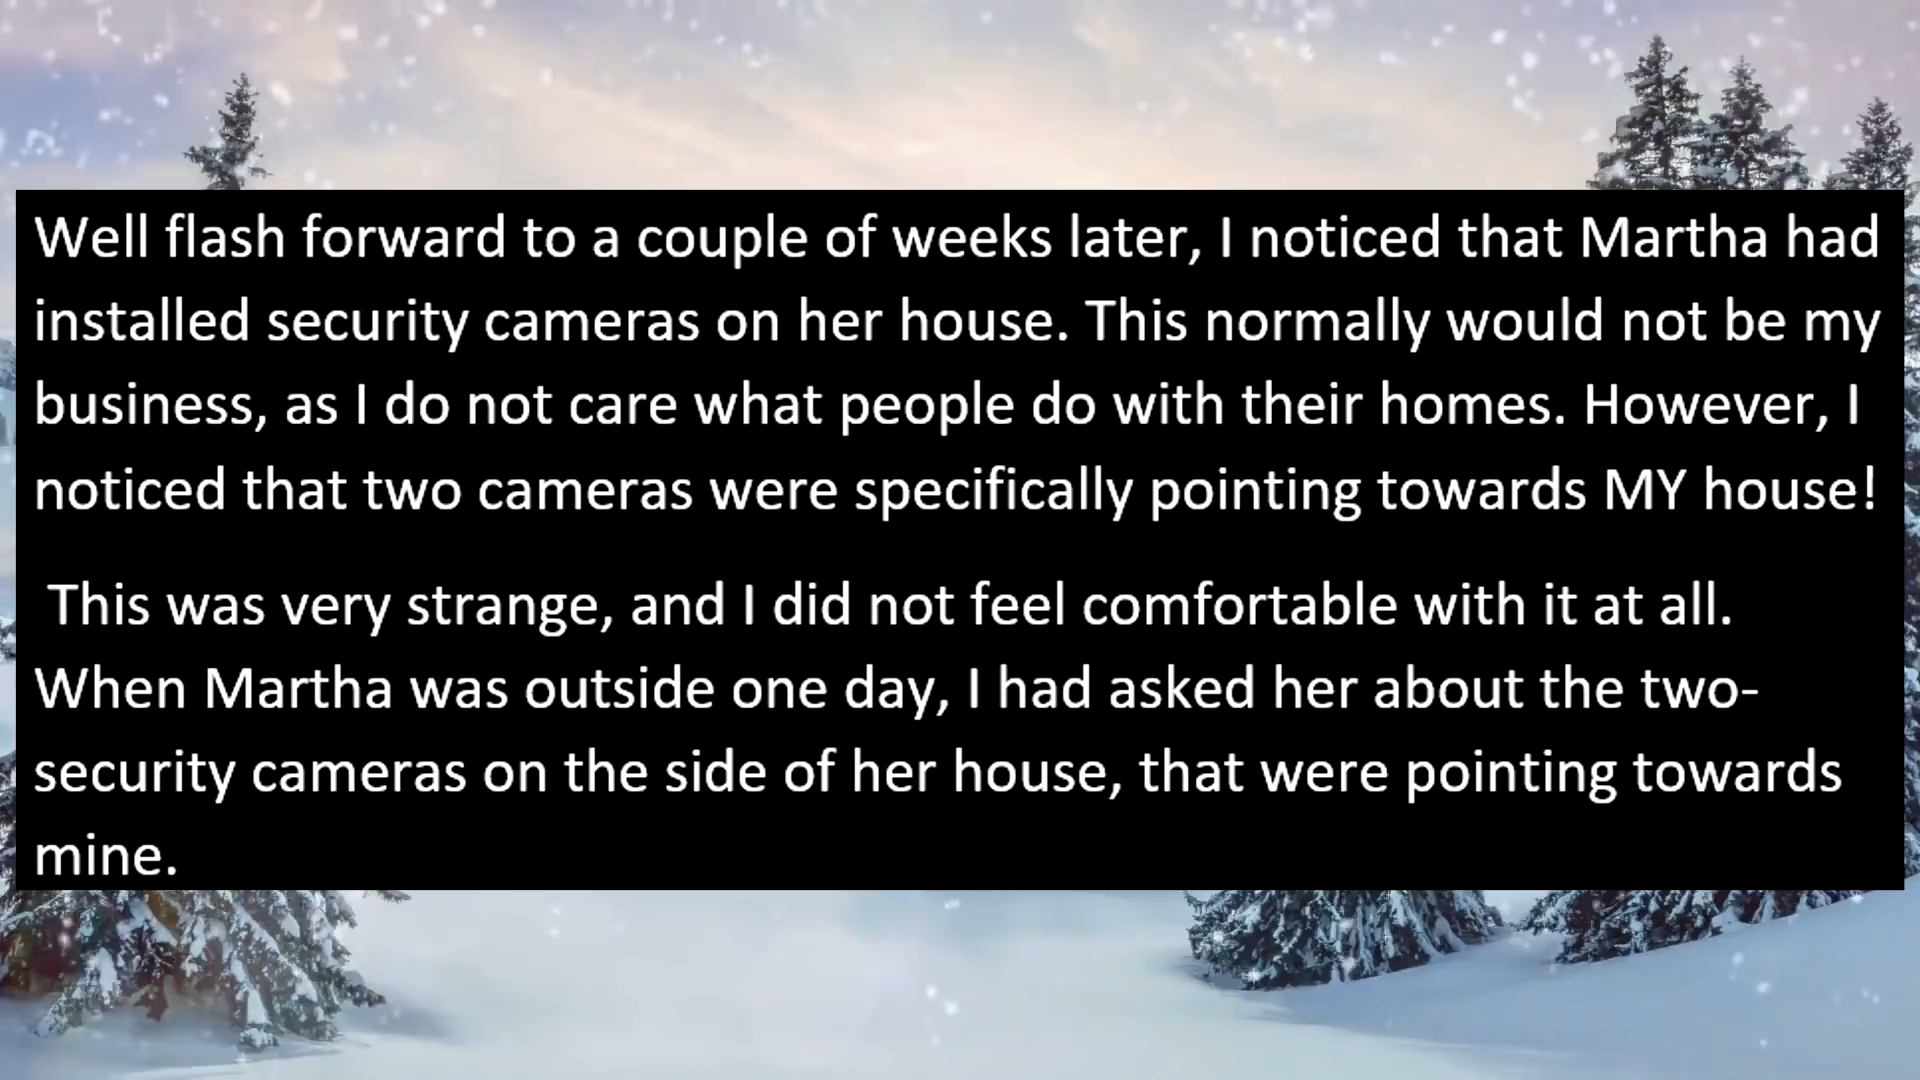 Well flash forward to a couple of weeks later, I noticed that Martha had
installed security cameras on her house. This normally would not be my
business, as I do not care what people do with their homes. However, I
noticed that two cameras were specifically pointing towards MY house!
This was very strange, and I did not feel comfortable with it at all.
When Martha was outside one day, I had asked her about the two-
security cameras on the side of her house, that were pointing towards
mine.